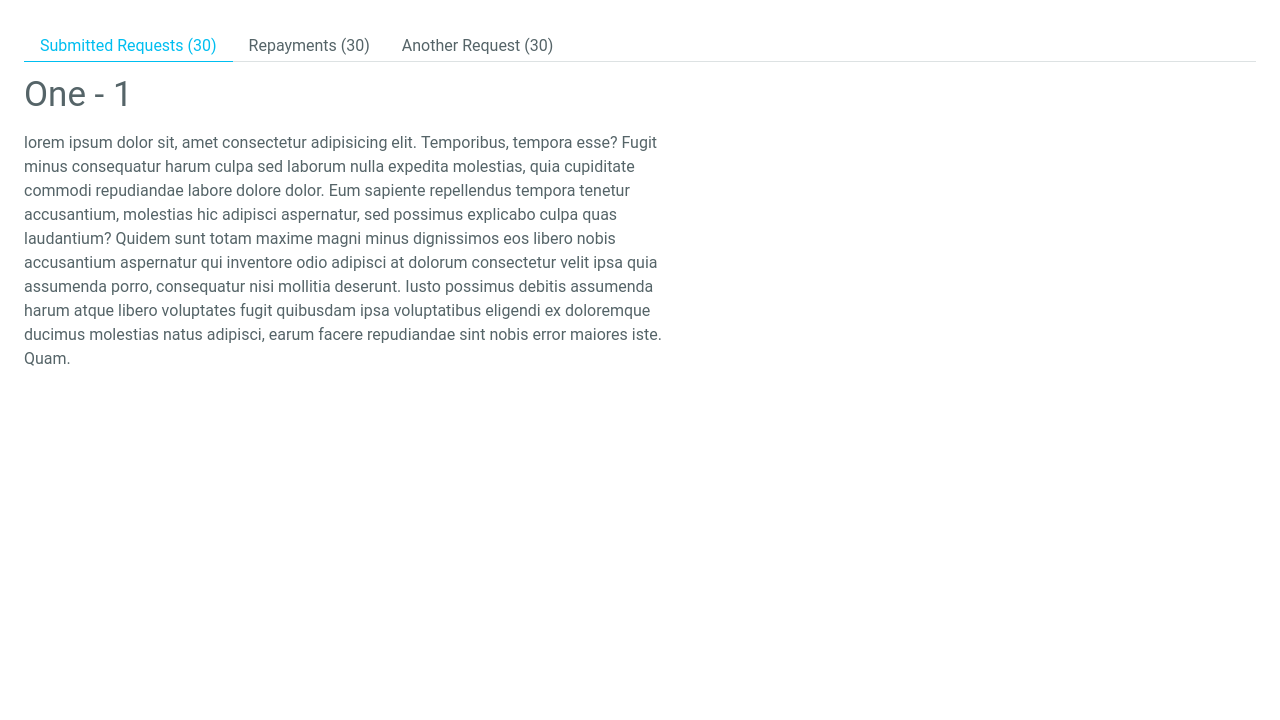 Submitted Requests (30) Repayments (30) Another Request (30)
One - 1
lorem ipsum dolor sit, amet consectetur adipisicing elit. Temporibus, tempora esse? Fugit
minus consequatur harum culpa sed laborum nulla expedita molestias, quia cupiditate
commodi repudiandae labore dolore dolor. Eum sapiente repellendus tempora tenetur
accusantium, molestias hic adipisci aspernatur, sed possimus explicabo culpa quas
laudantium? Quidem sunt totam maxime magni minus dignissimos eos libero nobis
accusantium aspernatur qui inventore odio adipisci at dolorum consectetur velit ipsa quia
assumenda porro, consequatur nisi mollitia deserunt. Iusto possimus debitis assumenda
harum atque libero voluptates fugit quibusdam ipsa voluptatibus eligendi ex doloremque
ducimus molestias natus adipisci, earum facere repudiandae sint nobis error maiores iste.
Quam.